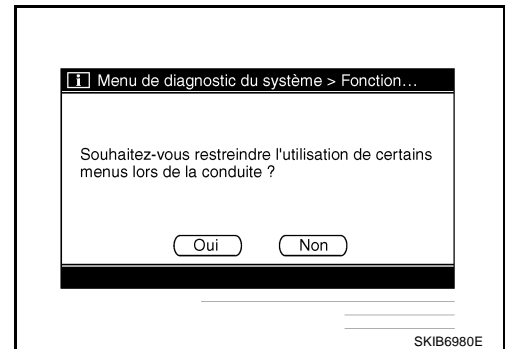 i Menu de diagnostic du système > Fonction...
Souhaitez-vous restreindre l'utilisation de certains
menus lors de la conduite ?
Oui Non
SKIB6980E